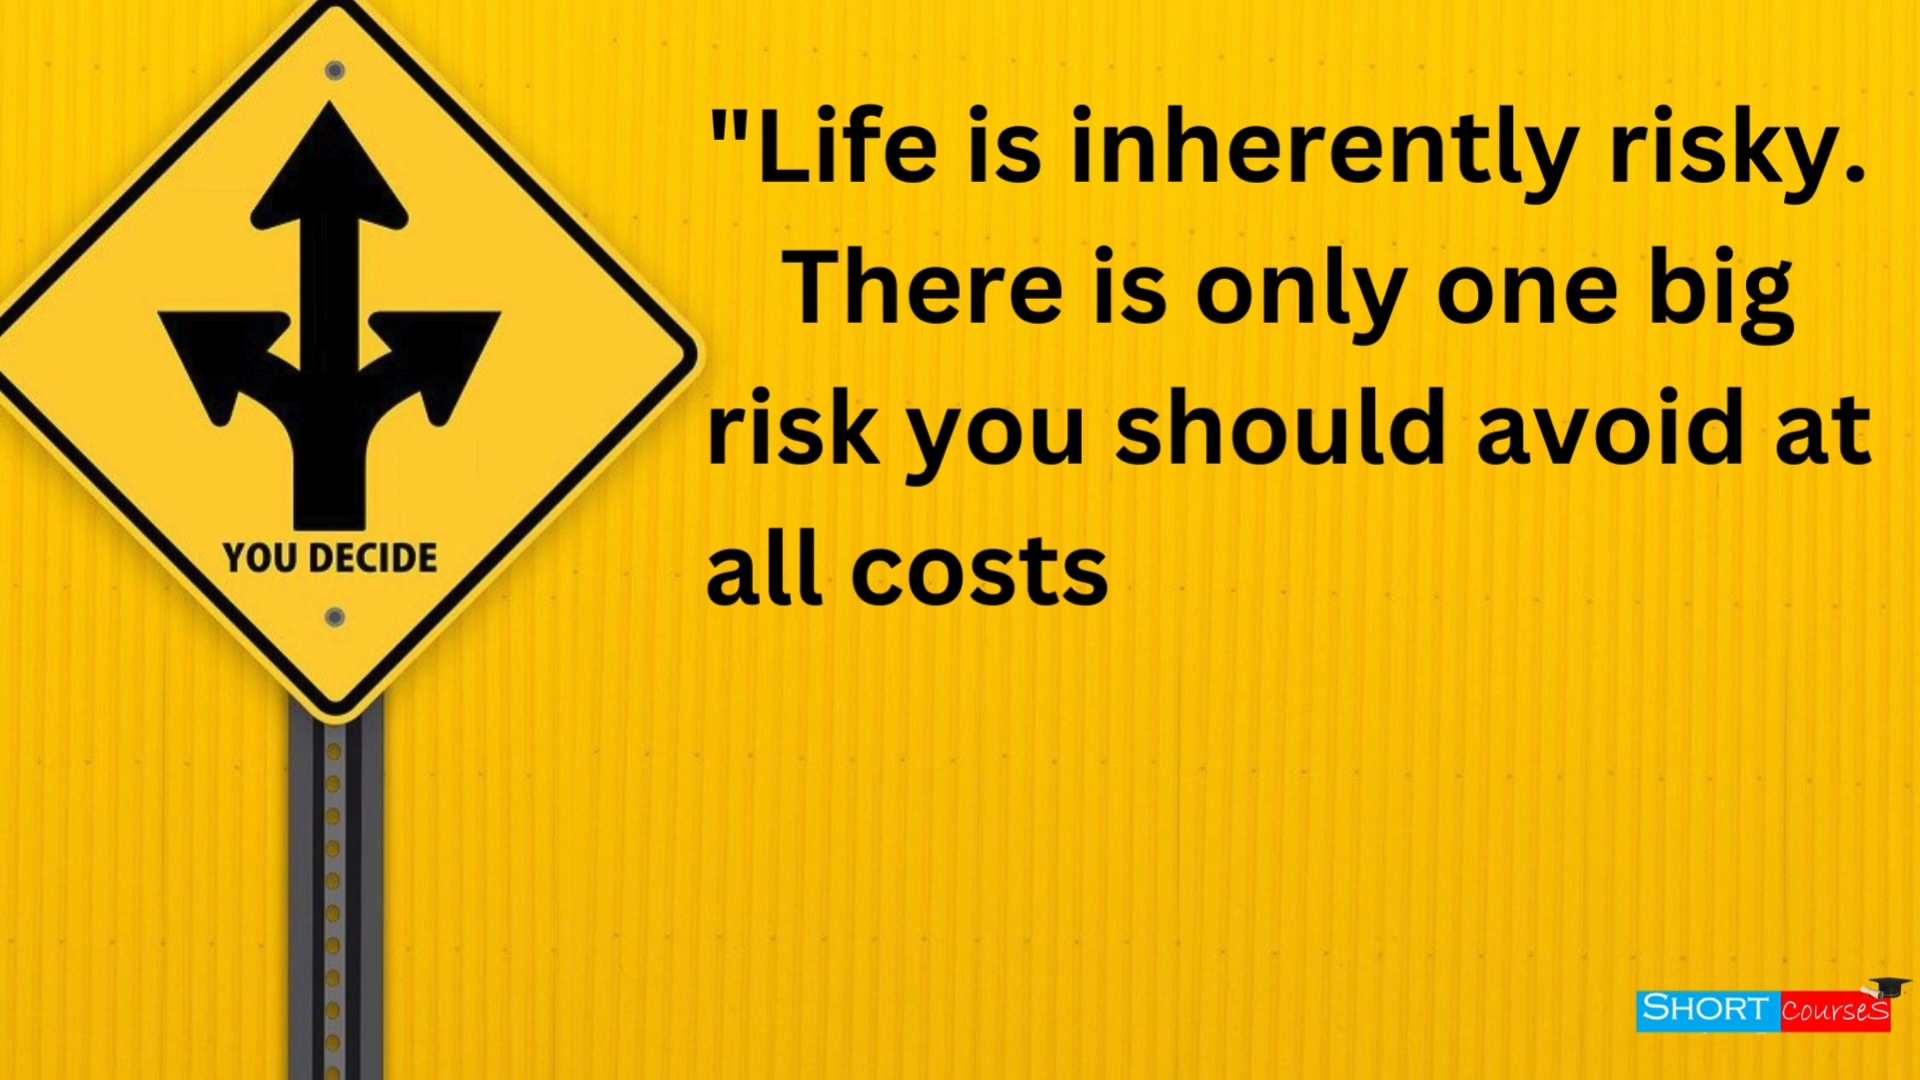 "Life is inherently risky.
There is only one big
risk you should avoid at
all costs
YOU DECIDE
SHORT courses